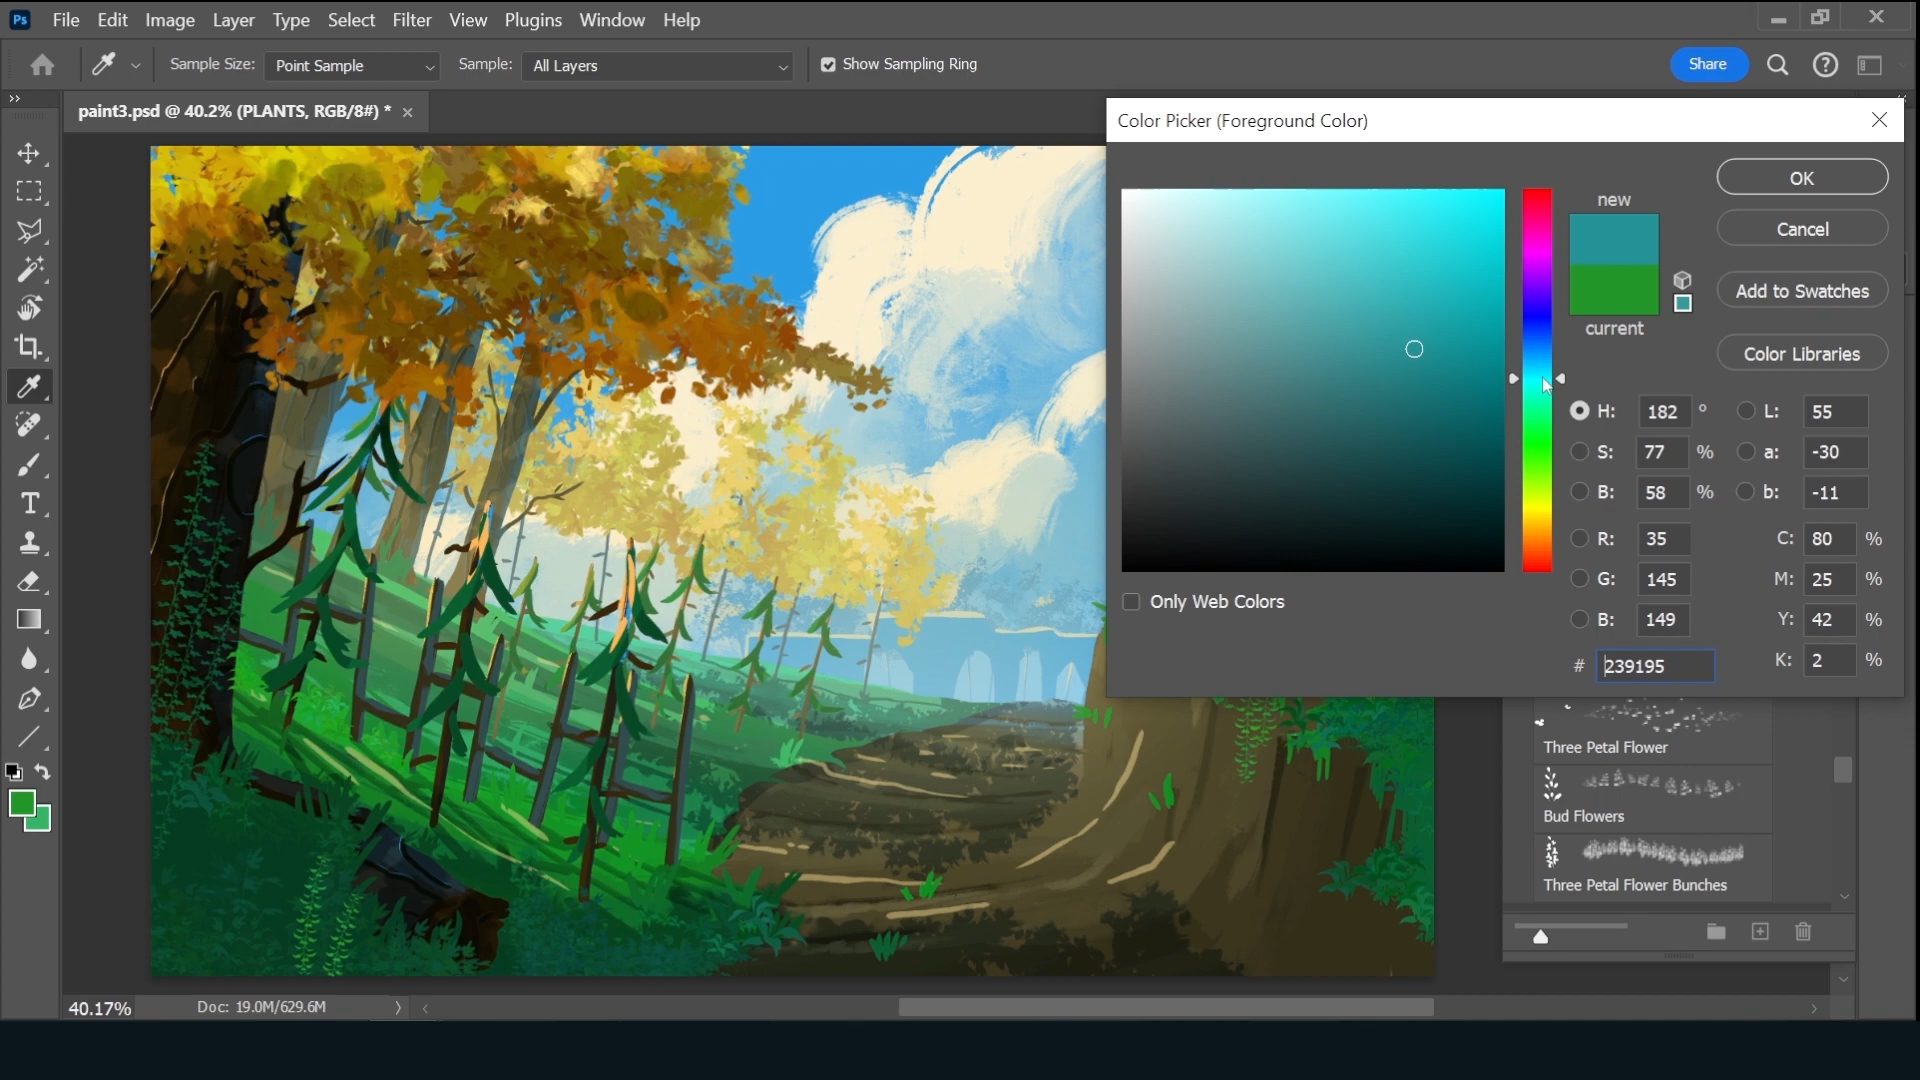 Ps File Edit Image Layer Type Select Filter View Plugins Window Help
Sample Size: Point Sample Sample: All Layers Show Sampling Ring Share
paint3.psd @ 40.2% (PLANTS, RGB/8#) *
Color Picker (Foreground Color)
new
current
OK
Cancel
Add to Swatches
Color Libraries
H: 182 ° L: 55
S: 77 % a: -30
B: 58 % b: -11
R: 35 C: 80 %
G: 145 M: 25 %
B: 149 Y: 42 %
# 239195 K: 2 %
Only Web Colors
Three Petal Flower
Bud Flowers
Three Petal Flower Bunches
40.17% Doc: 19.0M/629.6M